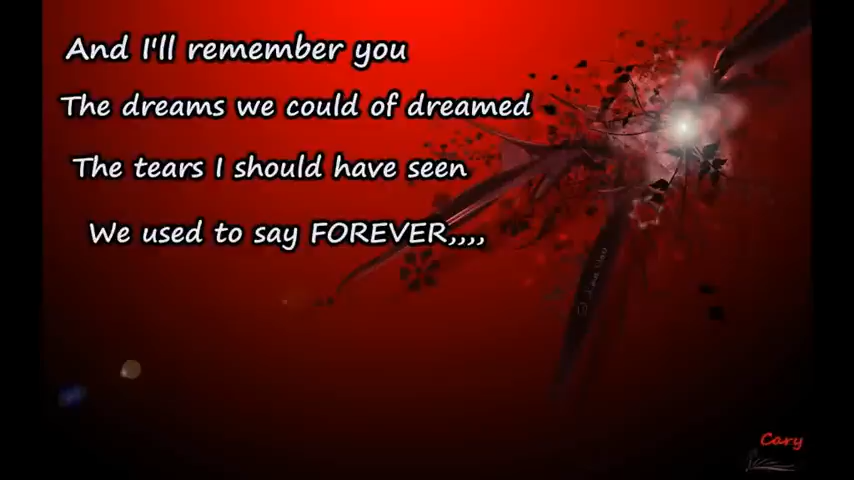 And I'll remember you
The dreams we could of dreamed
The tears I should have seen
We used to say FOREVER,,,,
Cary